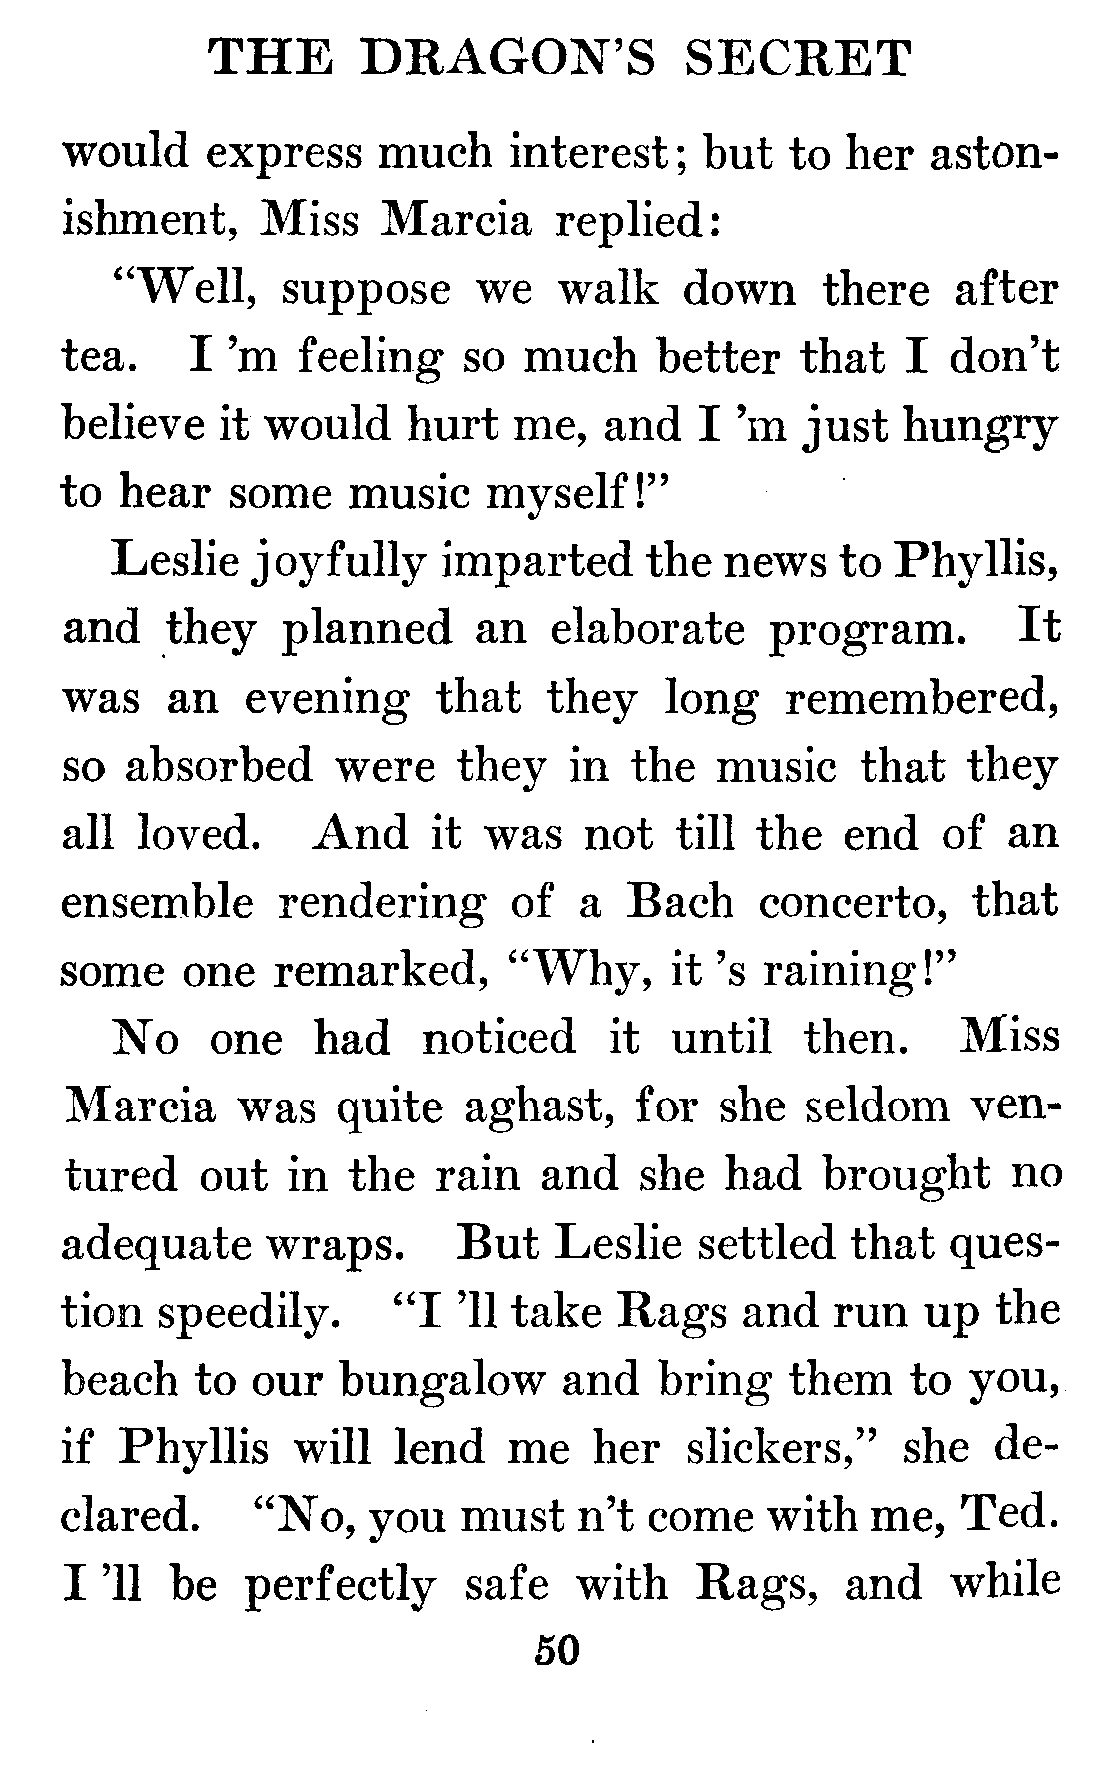 THE DRAGON'S SECRET
would express much interest; but to her aston-
ishment, Miss Marcia replied:
“Well, suppose we walk down there after
tea. I 'm feeling so much better that I don't
believe it would hurt me, and I 'm just hungry
to hear some music myself!”
Leslie joyfully imparted the news to Phyllis,
and they planned an elaborate program. It
was an evening that they long remembered,
so absorbed were they in the music that they
all loved. And it was not till the end of an
ensemble rendering of a Bach concerto, that
some one remarked, “Why, it 's raining!”
No one had noticed it until then. Miss
Marcia was quite aghast, for she seldom ven-
tured out in the rain and she had brought no
adequate wraps. But Leslie settled that ques-
tion speedily. “I 'll take Rags and run up the
beach to our bungalow and bring them to you,
if Phyllis will lend me her slickers,” she de-
clared. “No, you must n't come with me, Ted.
I 'll be perfectly safe with Rags, and while
50